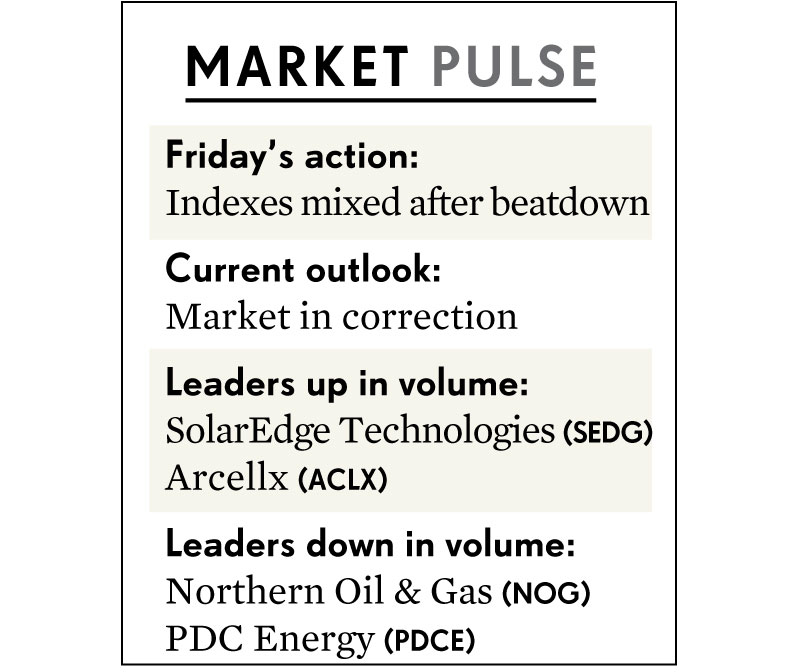 MARKET PULSE
Friday’s action:
Indexes mixed after beatdown
Current outlook:
Market in correction
Leaders up in volume:
SolarEdge Technologies (SEDG)
Arcellx (ACLX)
Leaders down in volume:
Northern Oil & Gas (NOG)
PDC Energy (PDCE)